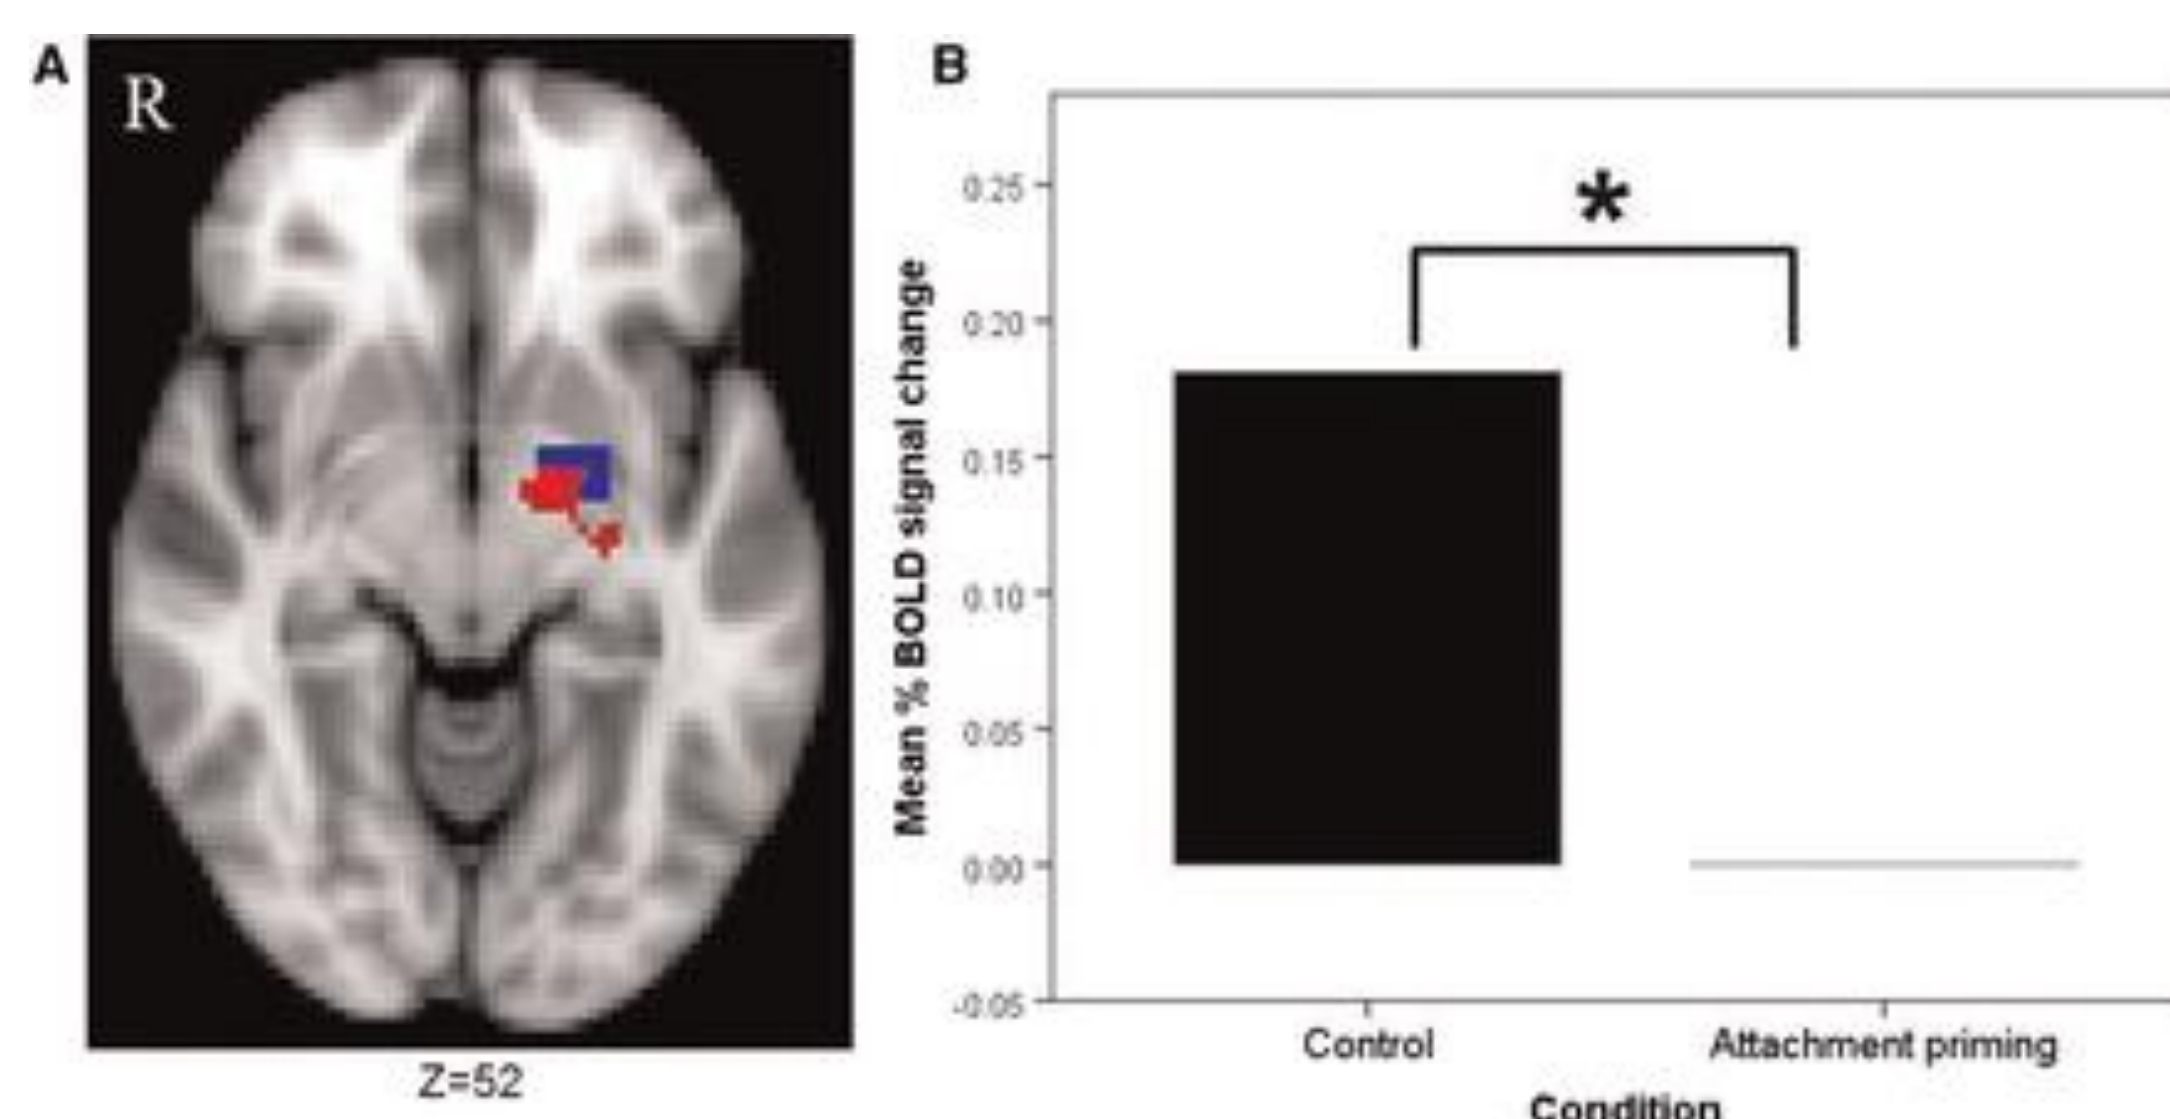 A
R
Z=52
B
Mean % BOLD signal change
0.25
0.20
0.15
0.10
0.05
0.00
-0.05
*
Control
Attachment priming
Condition